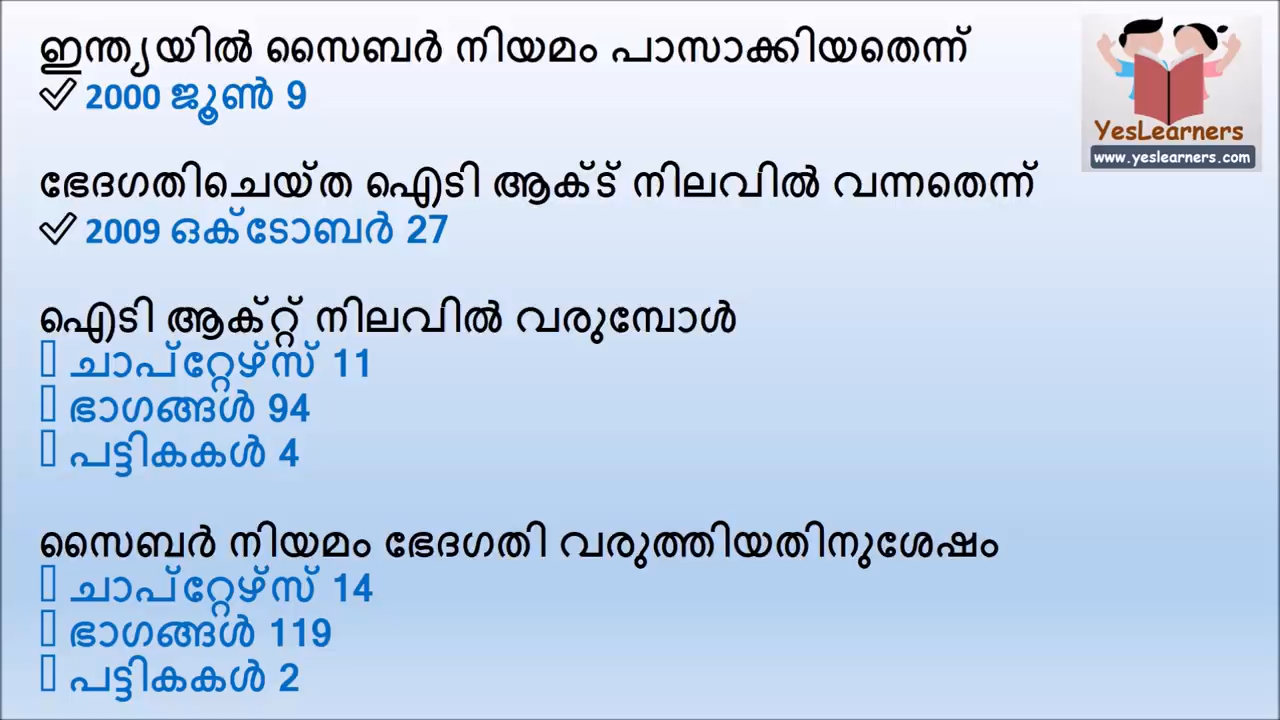 ഇന്ത്യയിൽ സൈബർ നിയമം പാസാക്കിയതെന്ന്
✓ 2000 ജൂൺ 9
YesLearners
www.yeslearners.com
ഭേദഗതിചെയ്ത ഐടി ആക്ട് നിലവിൽ വന്നതെന്ന്
✓ 2009 ഒക്ടോബർ 27
ഐടി ആക്റ്റ് നിലവിൽ വരുമ്പോൾ
ചാപ്റ്റേഴ്സ് 11
ഭാഗങ്ങൾ 94
പട്ടികകൾ 4
സൈബർ നിയമം ഭേദഗതി വരുത്തിയതിനുശേഷം
ചാപ്റ്റേഴ്സ് 14
ഭാഗങ്ങൾ 119
പട്ടികകൾ 2